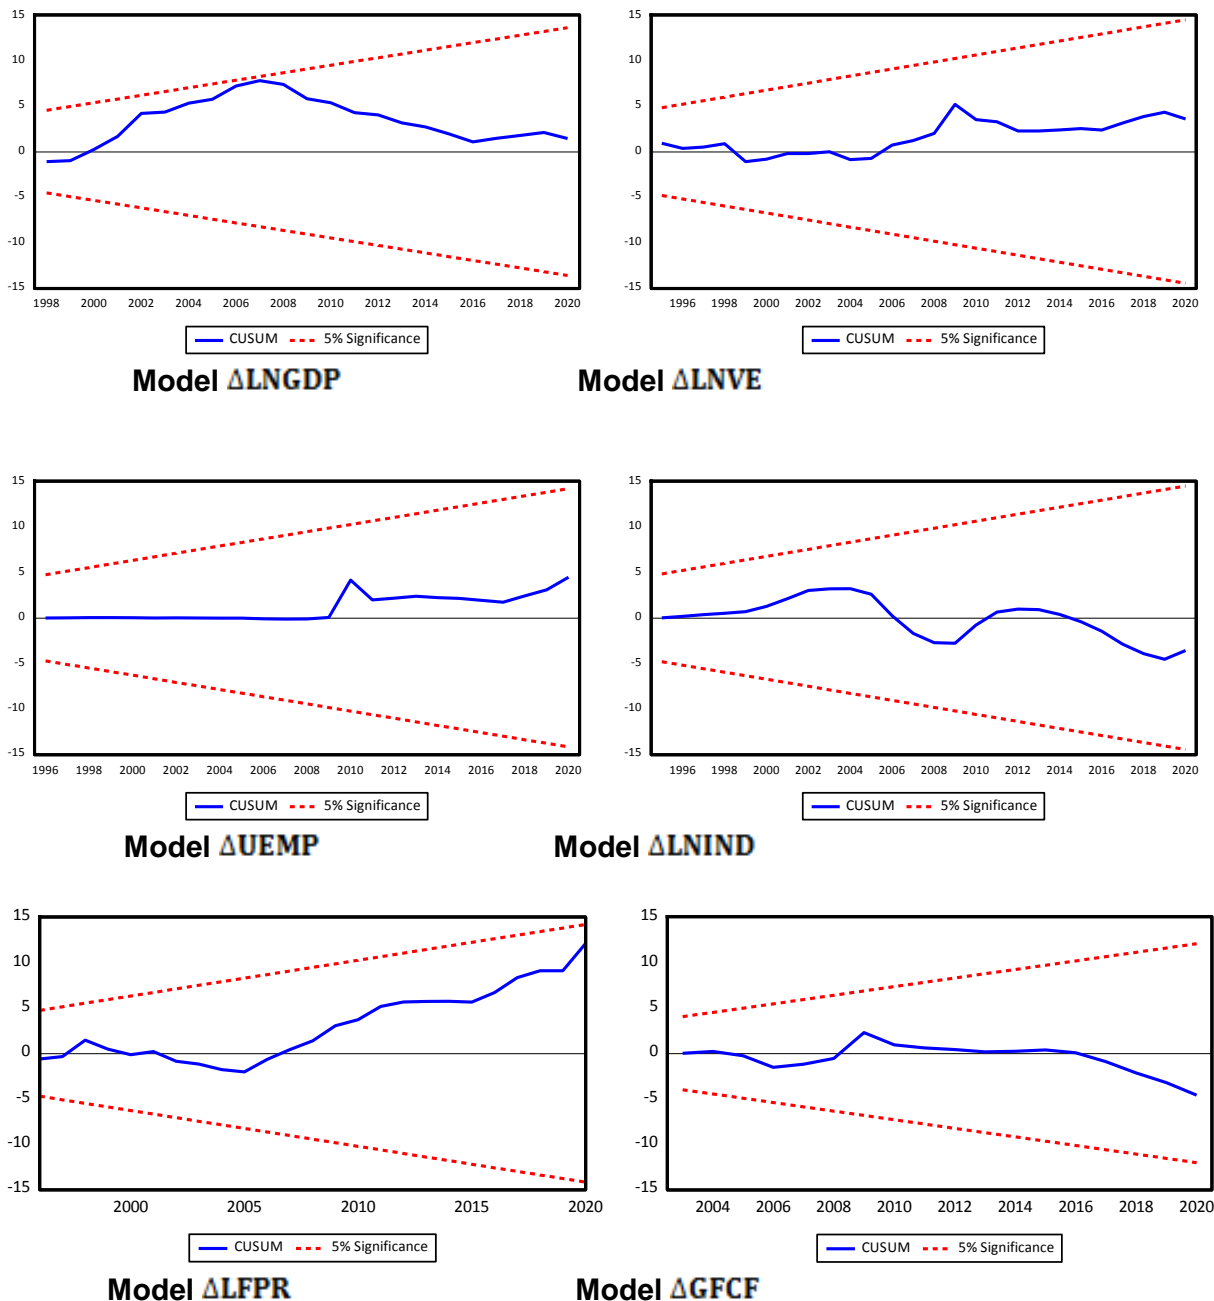 15
10
5
0
-5
-10
-15
1998 2000 2002 2004 2006 2008 2010 2012 2014 2016 2018 2020
CUSUM 5% Significance
Model ΔLNGDP
15
10
5
0
-5
-10
-15
1996 1998 2000 2002 2004 2006 2008 2010 2012 2014 2016 2018 2020
CUSUM 5% Significance
Model ΔLNVE
15
10
5
0
-5
-10
-15
1996 1998 2000 2002 2004 2006 2008 2010 2012 2014 2016 2018 2020
CUSUM 5% Significance
Model ΔUEMP
15
10
5
0
-5
-10
-15
1996 1998 2000 2002 2004 2006 2008 2010 2012 2014 2016 2018 2020
CUSUM 5% Significance
Model ΔLNIND
15
10
5
0
-5
-10
-15
2000 2005 2010 2015 2020
CUSUM 5% Significance
Model ΔLFPR
15
10
5
0
-5
-10
-15
2004 2006 2008 2010 2012 2014 2016 2018 2020
CUSUM 5% Significance
Model ΔGFCF